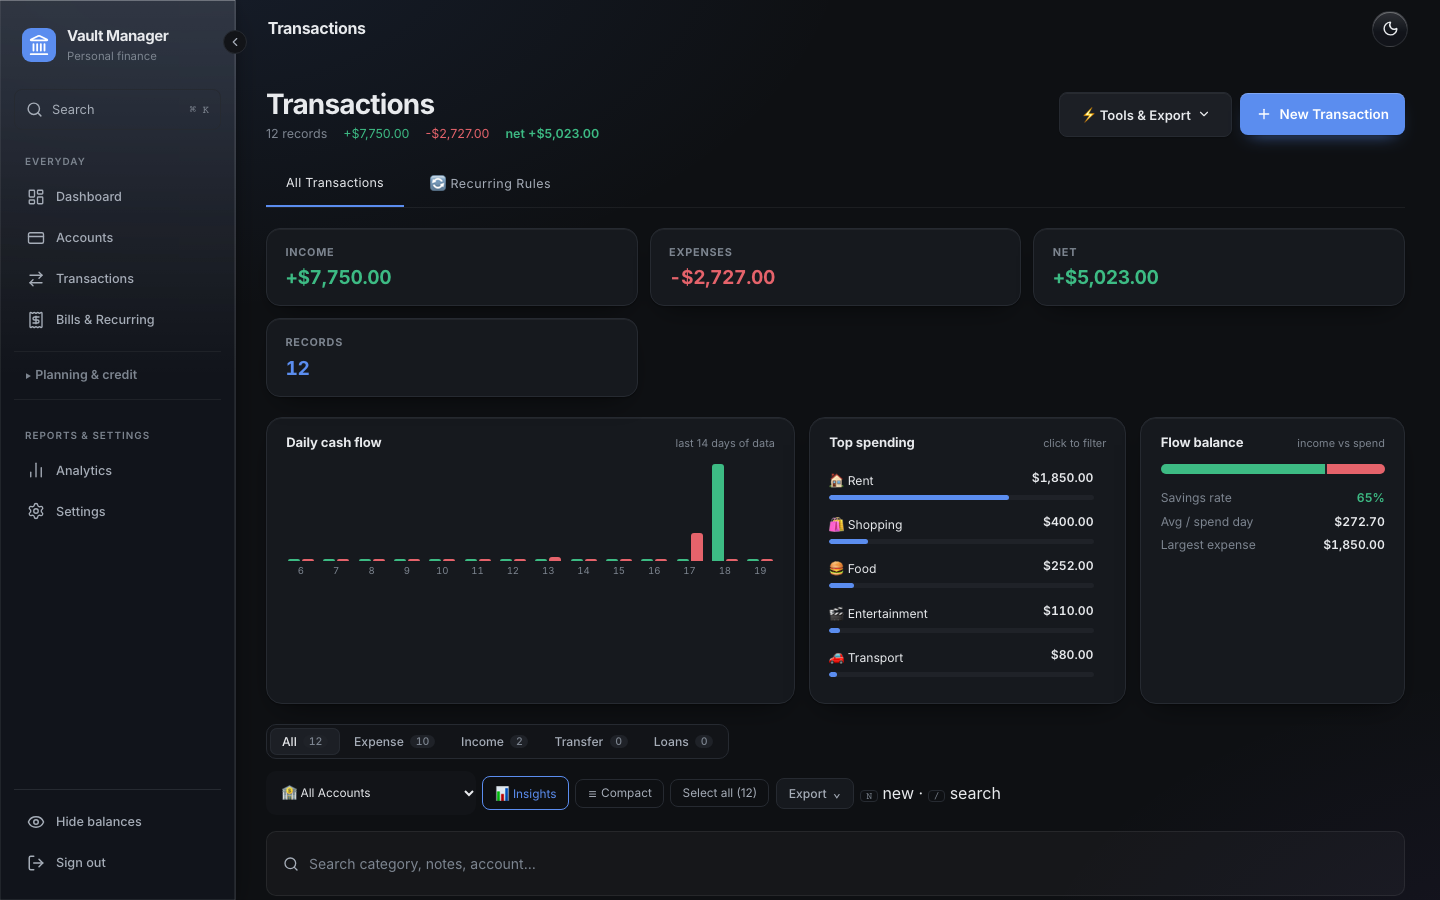 Vault Manager
Personal finance
Search ⌘ K
EVERYDAY
Dashboard
Accounts
Transactions
Bills & Recurring
▸ Planning & credit
REPORTS & SETTINGS
Analytics
Settings
Hide balances
Sign out
Transactions
Transactions
12 records +$7,750.00 -$2,727.00 net +$5,023.00
⚡ Tools & Export
+ New Transaction
All Transactions
🔄 Recurring Rules
INCOME
+$7,750.00
EXPENSES
-$2,727.00
NET
+$5,023.00
RECORDS
12
Daily cash flow last 14 days of data
6 7 8 9 10 11 12 13 14 15 16 17 18 19
Top spending click to filter
🏠 Rent $1,850.00
🛍️ Shopping $400.00
🍔 Food $252.00
🎬 Entertainment $110.00
🚗 Transport $80.00
Flow balance income vs spend
Savings rate 65%
Avg / spend day $272.70
Largest expense $1,850.00
All 12 Expense 10 Income 2 Transfer 0 Loans 0
🏦 All Accounts 📊 Insights ≡ Compact Select all (12) Export ⌄ N new · / search
Search category, notes, account...